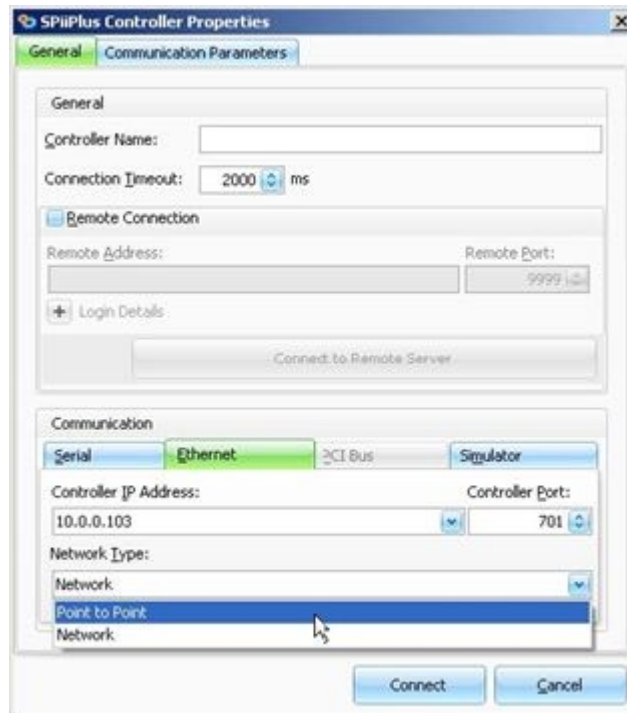 SPiiPlus Controller Properties
General Communication Parameters
General
Controller Name:
Connection Timeout: 2000 ms
Remote Connection
Remote Address: Remote Port:
9999
+ Login Details
Connect to Remote Server
Communication
Serial Ethernet PCI Bus Simulator
Controller IP Address: Controller Port:
10.0.0.103 701
Network Type:
Network
Point to Point
Network
Connect Cancel